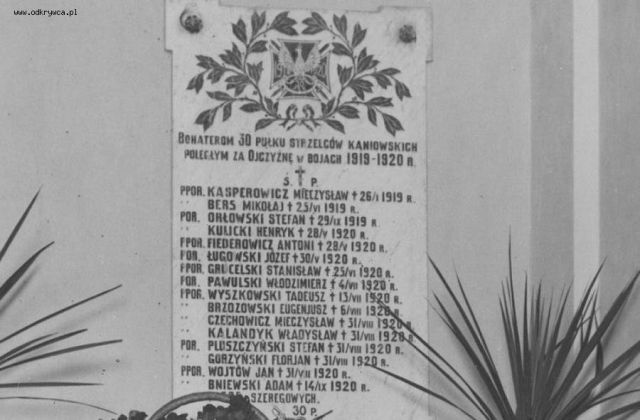 www.odkrywca.pl
BOHATEROM 30 PUŁKU STRZELCÓW KANIOWSKICH
POLEGŁYM ZA OJCZYZNĘ W BOJACH 1919-1920 R.
Ś. † P.
PPOR. KASPEROWICZ MIECZYSŁAW † 26/I 1919 R.
" BERS MIKOŁAJ † 25/VI 1919 R.
POR. ORŁOWSKI STEFAN † 29/IX 1919 R.
" KULICKI HENRYK † 28/V 1920 R.
PPOR. FIEDEROWICZ ANTONI † 28/V 1920 R.
POR. ŁUGOWSKI JÓZEF † 30/V 1920 R.
PPOR. GRUCELSKI STANISŁAW † 25/VI 1920 R.
POR. PAWULSKI WŁODZIMIERZ † 4/VII 1920 R.
PPOR. WYSZKOWSKI TADEUSZ † 13/VII 1920 R.
" BRZOZOWSKI EUGENJUSZ † 6/VIII 1920 R.
" CZECHOWICZ MIECZYSŁAW † 31/VIII 1920 R.
" KALANDYK WŁADYSŁAW † 31/VIII 1920 R.
POR. PLUSZCZYŃSKI STEFAN † 31/VIII 1920 R.
" GORZYŃSKI FLORJAN † 31/VIII 1920 R.
PPOR. WOJTÓW JAN † 31/VIII 1920 R.
" BNIEWSKI ADAM † 14/IX 1920 R.
SZEREGOWYCH.
30 P.